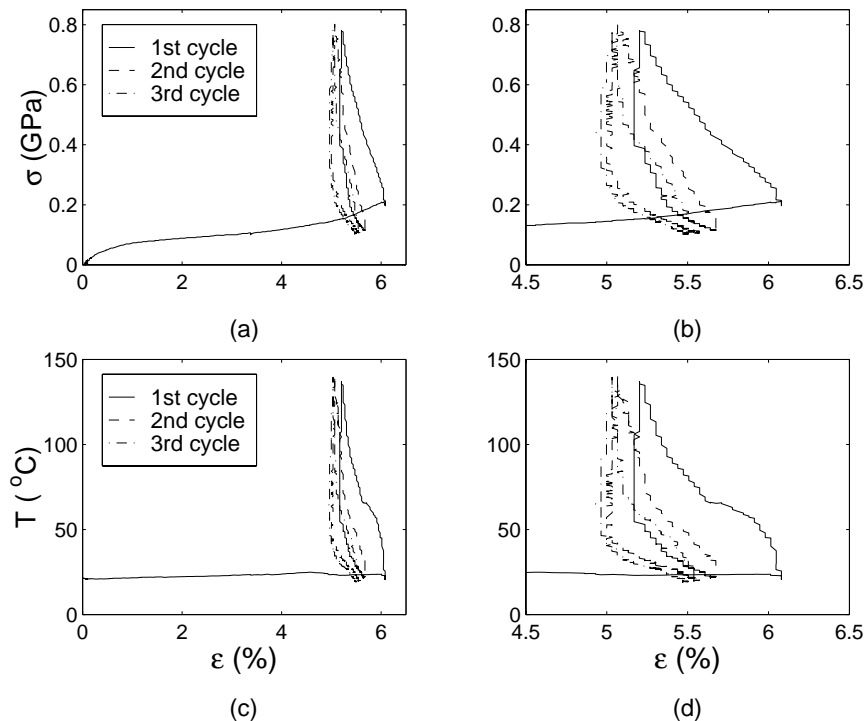 0.8
0.6
0.4
0.2
0
σ (GPa)
1st cycle
2nd cycle
3rd cycle
0 2 4 6
(a)
0.8
0.6
0.4
0.2
0
4.5 5 5.5 6 6.5
(b)
150
100
50
0
T ( °C)
1st cycle
2nd cycle
3rd cycle
0 2 4 6
ε (%)
(c)
150
100
50
0
4.5 5 5.5 6 6.5
ε (%)
(d)